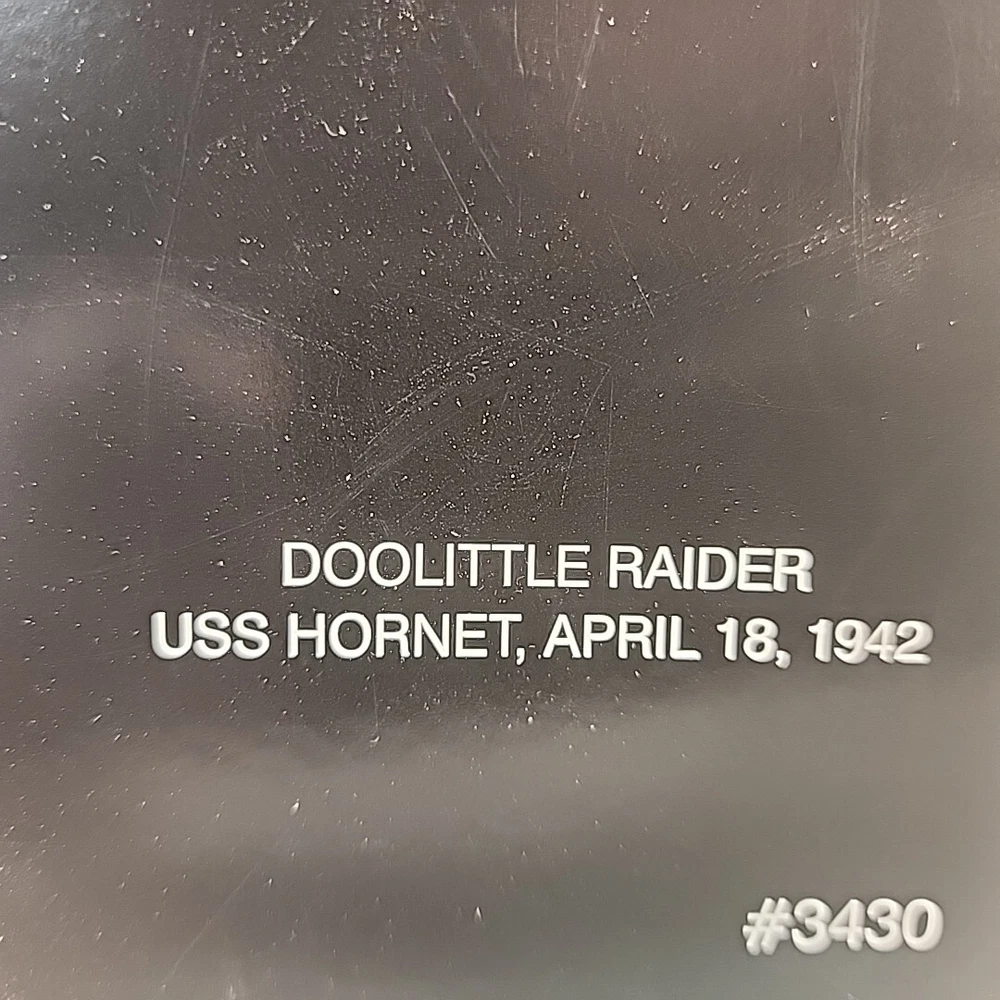 DOOLITTLE RAIDER
USS HORNET, APRIL 18, 1942
#3430